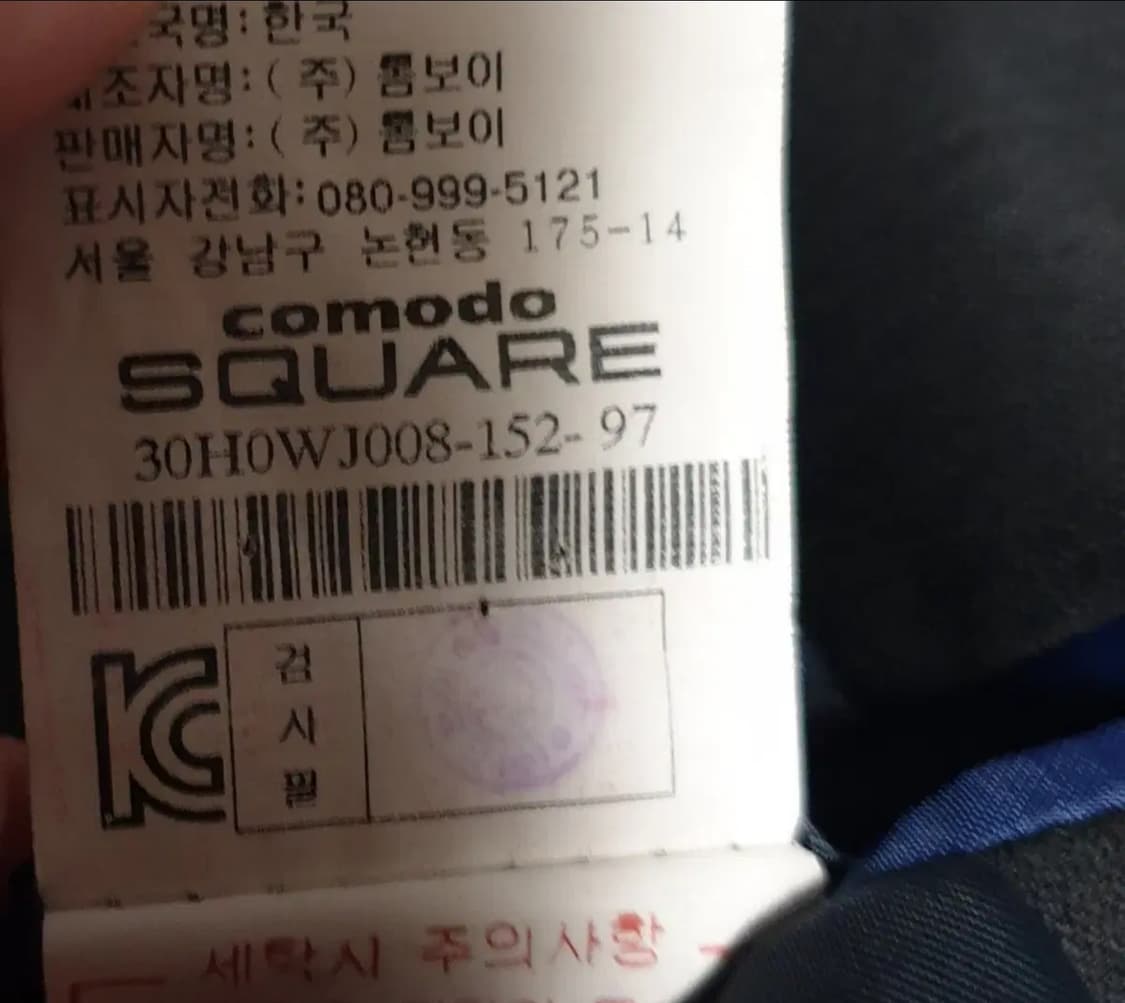 국명: 한국
조자명: ( 주) 톰보이
판매자명: ( 주) 톰보이
표시자전화: 080-999-5121
서울 강남구 논현동 175-14
comodo
SQUARE
30H0WJ008-152- 97
KC
검
시
필
세탁시 주의사항